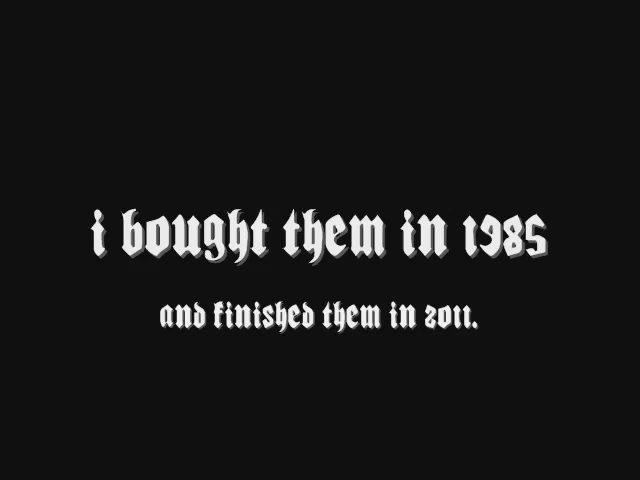 i bought them in 1985
and finished them in 2011.